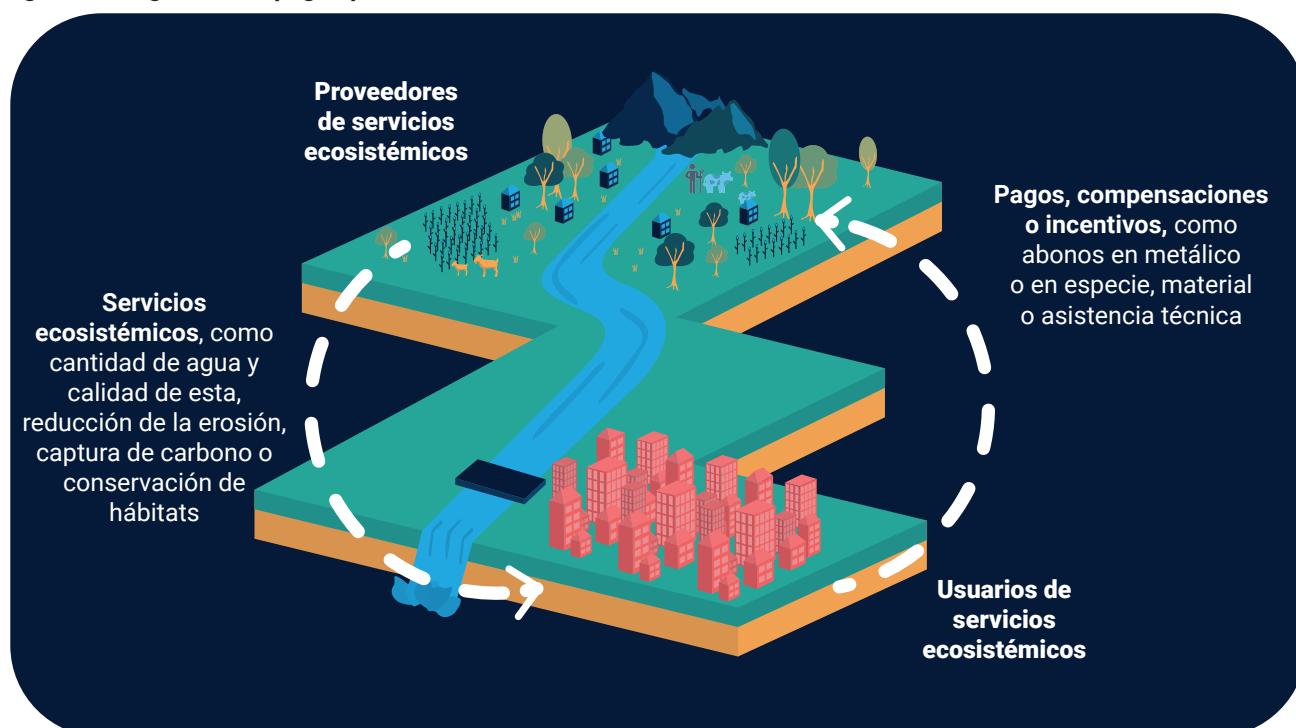 Proveedores
de servicios
ecosistémicos
Pagos, compensaciones
o incentivos, como
abonos en metálico
o en especie, material
o asistencia técnica
Servicios
ecosistémicos, como
cantidad de agua y
calidad de esta,
reducción de la erosión,
captura de carbono o
conservación de
hábitats
Usuarios de
servicios
ecosistémicos